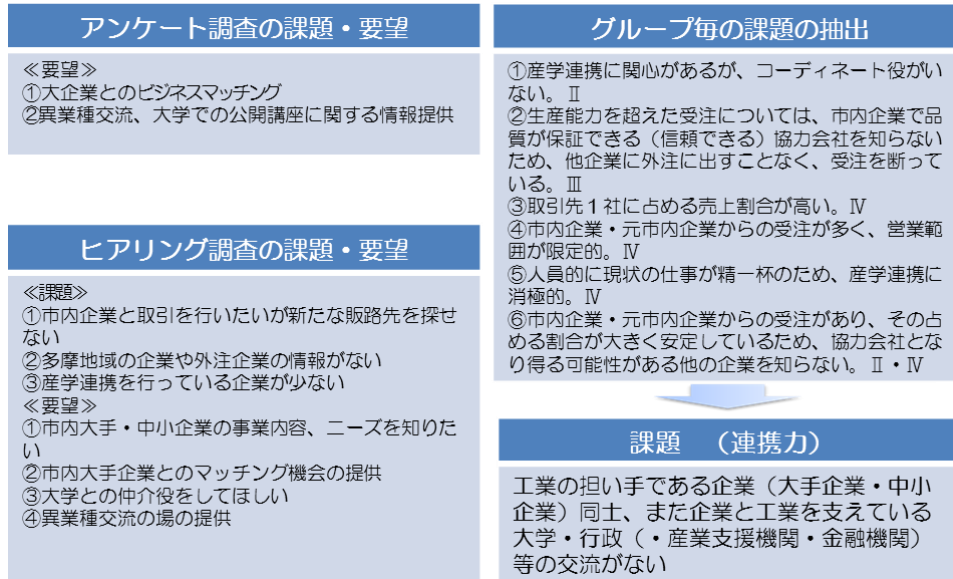 アンケート調査の課題・要望
≪要望≫
①大企業とのビジネスマッチング
②異業種交流、大学での公開講座に関する情報提供
ヒアリング調査の課題・要望
≪課題≫
①市内企業と取引を行いたいが新たな販路先を探せ
ない
②多摩地域の企業や外注企業の情報がない
③産学連携を行っている企業が少ない
≪要望≫
①市内大手・中小企業の事業内容、ニーズを知りた
い
②市内大手企業とのマッチング機会の提供
③大学との仲介役をしてほしい
④異業種交流の場の提供
グループ毎の課題の抽出
①産学連携に関心があるが、コーディネート役がい
ない。Ⅱ
②生産能力を超えた受注については、市内企業で品
質が保証できる（信頼できる）協力会社を知らない
ため、他企業に外注に出すことなく、受注を断って
いる。Ⅲ
③取引先１社に占める売上割合が高い。Ⅳ
④市内企業・元市内企業からの受注が多く、営業範
囲が限定的。Ⅳ
⑤人員的に現状の仕事が精一杯のため、産学連携に
消極的。Ⅳ
⑥市内企業・元市内企業からの受注があり、その占
める割合が大きく安定しているため、協力会社とな
り得る可能性がある他の企業を知らない。Ⅱ・Ⅳ
課題　（連携力）
工業の担い手である企業（大手企業・中小
企業）同士、また企業と工業を支えている
大学・行政（・産業支援機関・金融機関）
等の交流がない